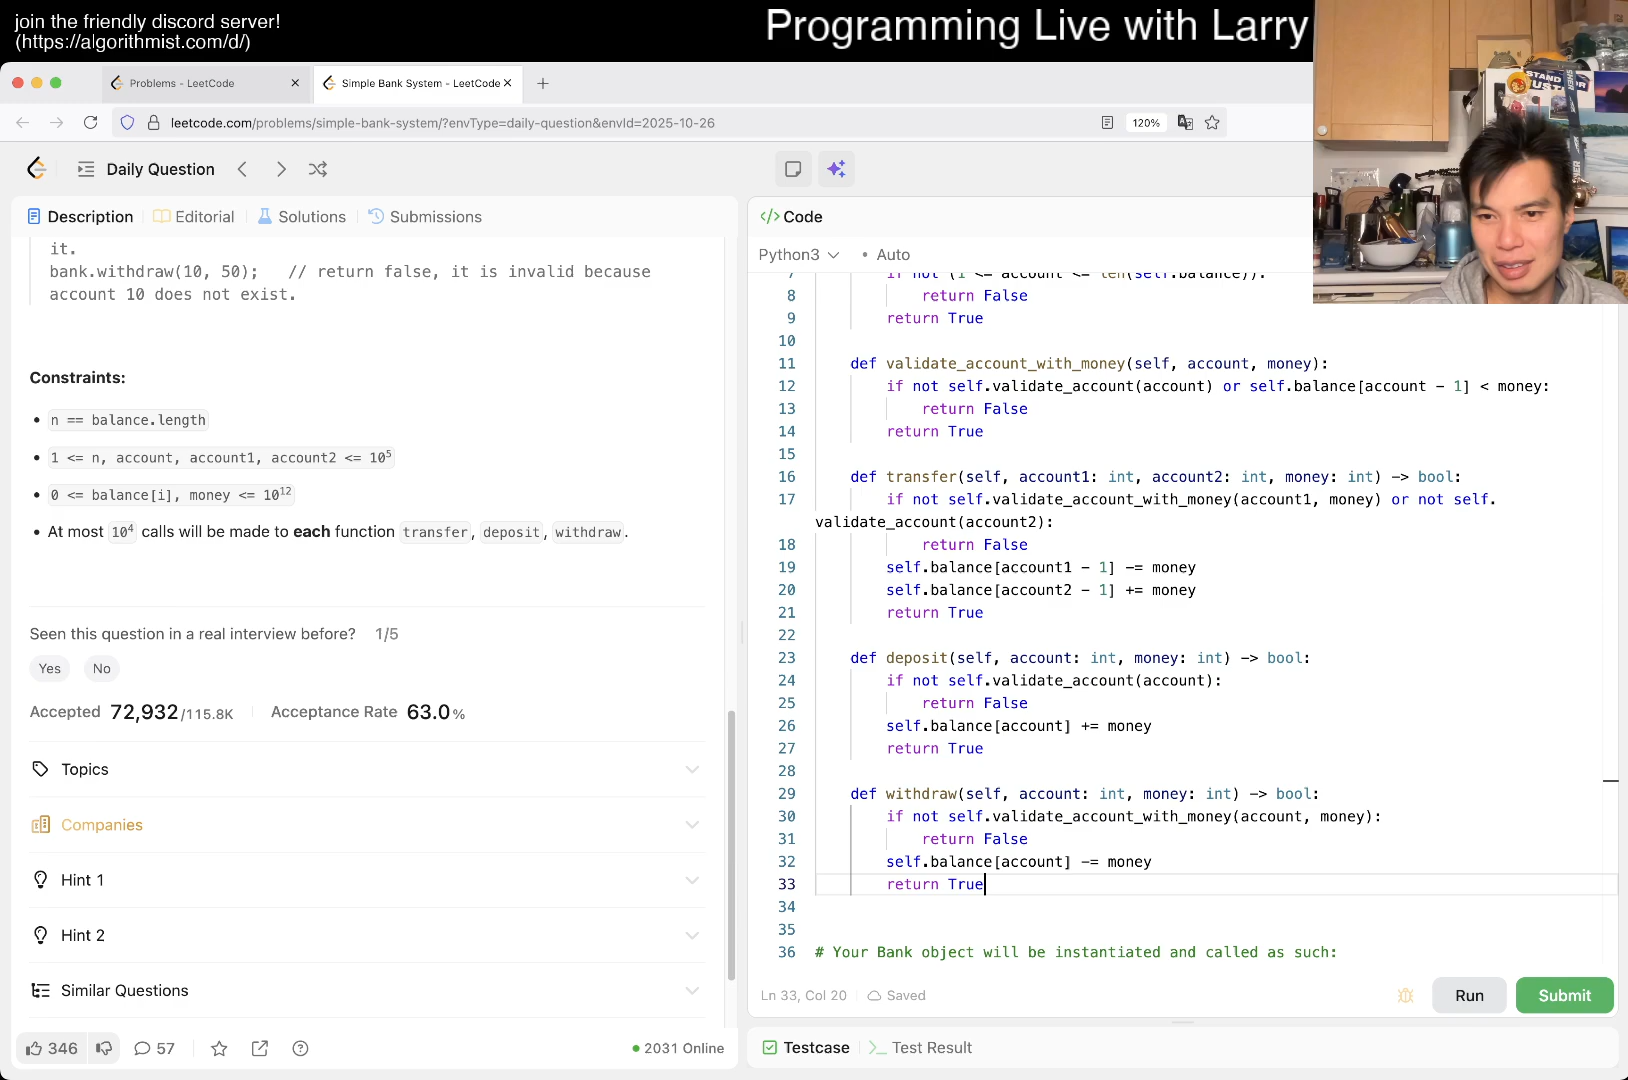 join the friendly discord server!
(https://algorithmist.com/d/)
Programming Live with Larry
Problems - LeetCode
Simple Bank System - LeetCode
leetcode.com/problems/simple-bank-system/?envType=daily-question&envId=2025-10-26
120%
Daily Question
Description
Editorial
Solutions
Submissions
it.
bank.withdraw(10, 50);   // return false, it is invalid because
account 10 does not exist.
Constraints:
• n == balance.length
• 1 <= n, account, account1, account2 <= 10⁵
• 0 <= balance[i], money <= 10¹²
• At most 10⁴ calls will be made to each function transfer, deposit, withdraw.
Seen this question in a real interview before? 1/5
Yes No
Accepted 72,932/115.8K Acceptance Rate 63.0%
Topics
Companies
Hint 1
Hint 2
Similar Questions
346 57 2031 Online
</> Code
Python3 • Auto
7 if not (1 <= account <= len(self.balance)):
8 return False
9 return True
10
11 def validate_account_with_money(self, account, money):
12 if not self.validate_account(account) or self.balance[account - 1] < money:
13 return False
14 return True
15
16 def transfer(self, account1: int, account2: int, money: int) -> bool:
17 if not self.validate_account_with_money(account1, money) or not self.
validate_account(account2):
18 return False
19 self.balance[account1 - 1] -= money
20 self.balance[account2 - 1] += money
21 return True
22
23 def deposit(self, account: int, money: int) -> bool:
24 if not self.validate_account(account):
25 return False
26 self.balance[account] += money
27 return True
28
29 def withdraw(self, account: int, money: int) -> bool:
30 if not self.validate_account_with_money(account, money):
31 return False
32 self.balance[account] -= money
33 return True
34
35
36 # Your Bank object will be instantiated and called as such:
Ln 33, Col 20 Saved
Run Submit
Testcase >_ Test Result